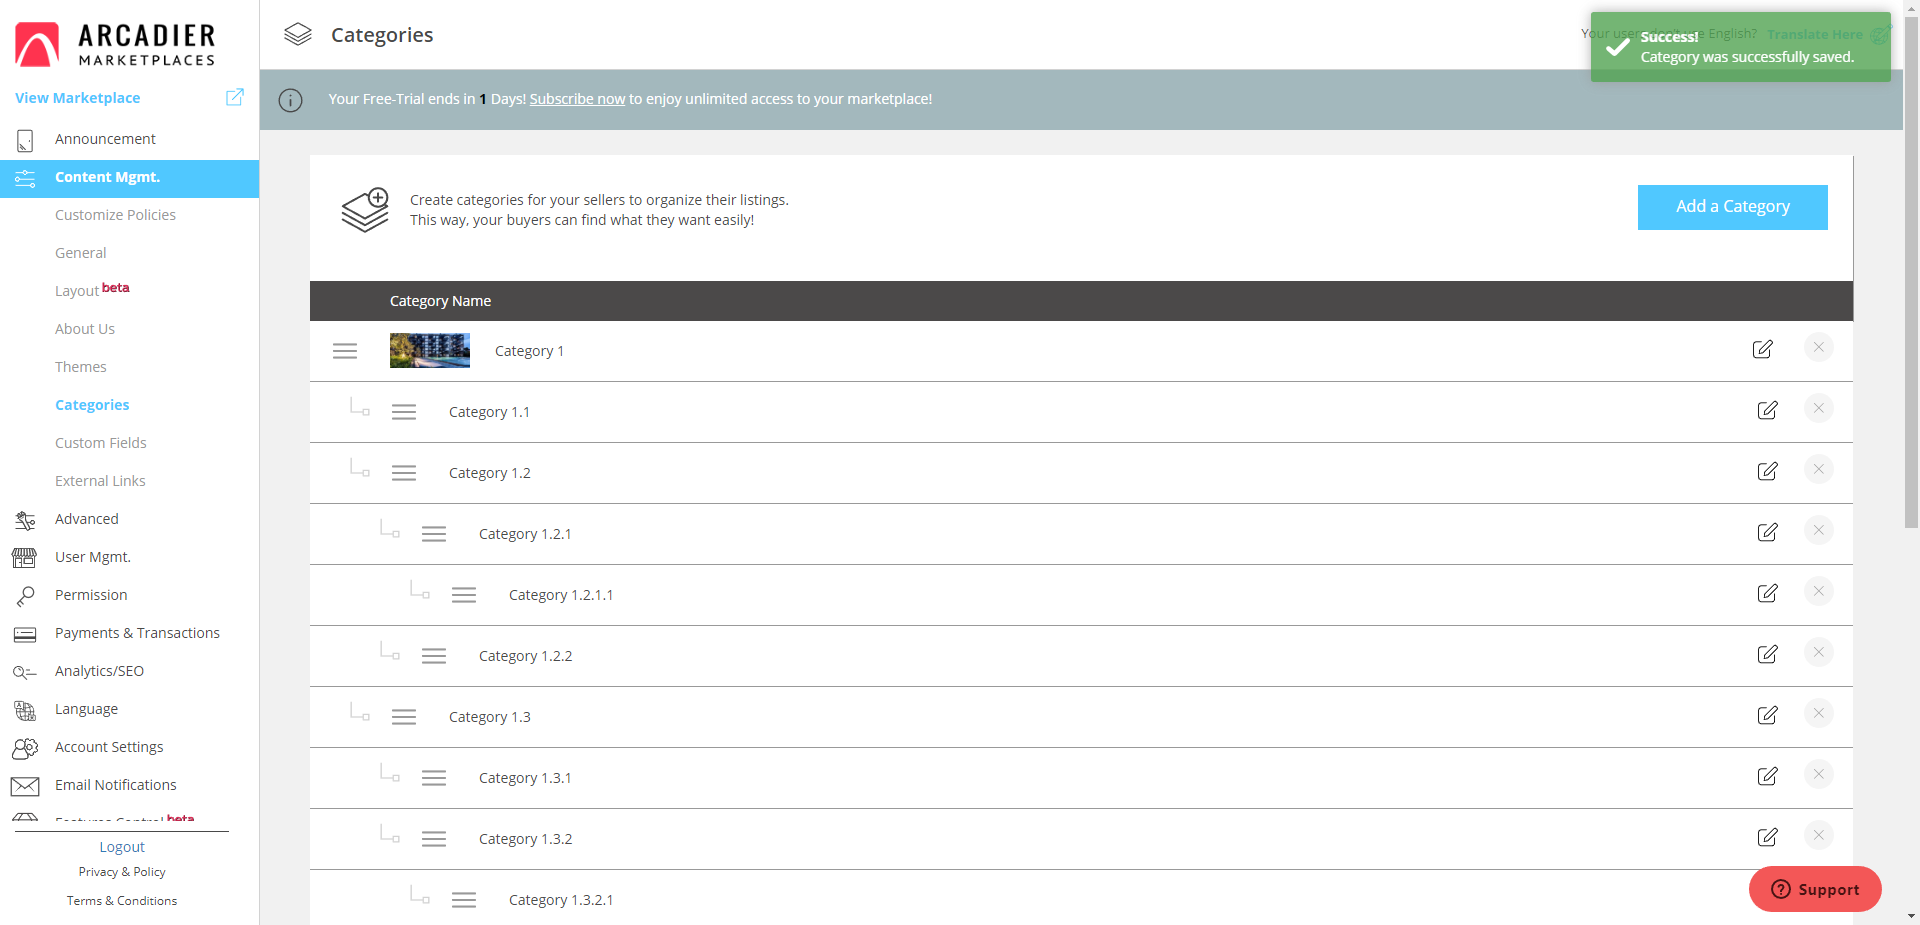 ARCADIER
MARKETPLACES
View Marketplace
Announcement
Content Mgmt.
Customize Policies
General
Layout beta
About Us
Themes
Categories
Custom Fields
External Links
Advanced
User Mgmt.
Permission
Payments & Transactions
Analytics/SEO
Language
Account Settings
Email Notifications
Features Control beta
Logout
Privacy & Policy
Terms & Conditions
Categories
Your users don't use English? Translate Here
Success!
Category was successfully saved.
Your Free-Trial ends in 1 Days! Subscribe now to enjoy unlimited access to your marketplace!
Create categories for your sellers to organize their listings.
This way, your buyers can find what they want easily!
Add a Category
Category Name
Category 1
Category 1.1
Category 1.2
Category 1.2.1
Category 1.2.1.1
Category 1.2.2
Category 1.3
Category 1.3.1
Category 1.3.2
Category 1.3.2.1
Support